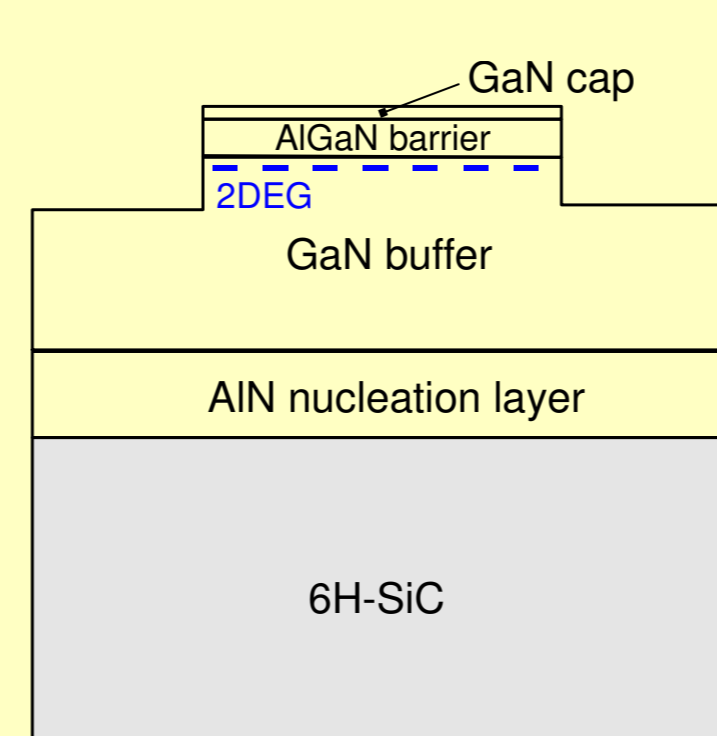 GaN cap
AlGaN barrier
2DEG
GaN buffer
AlN nucleation layer
6H-SiC